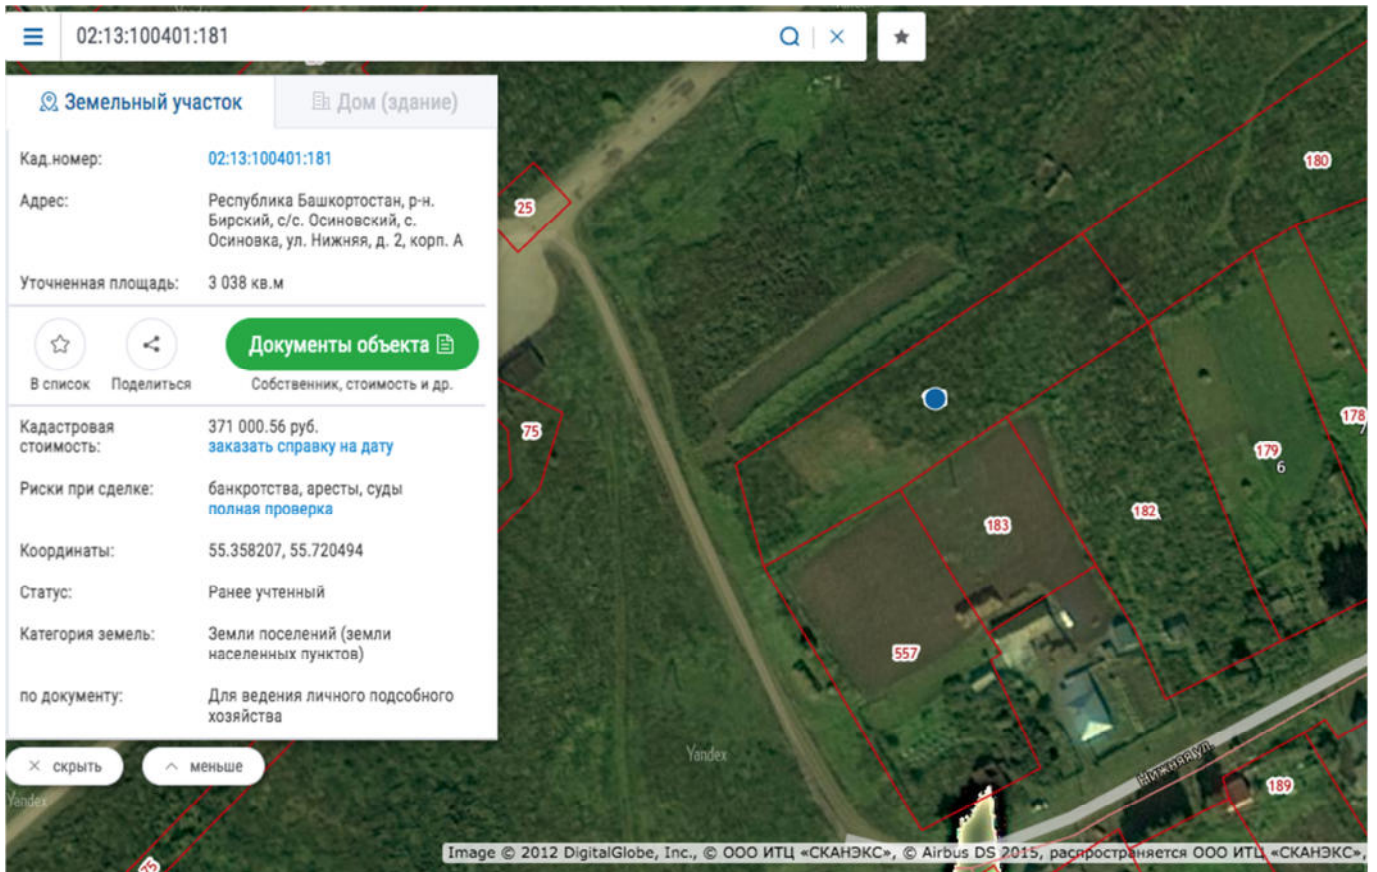 02:13:100401:181
Земельный участок
Дом (здание)
Кад.номер:
02:13:100401:181
Адрес:
Республика Башкортостан, р-н.
Бирский, с/с. Осиновский, с.
Осиновка, ул. Нижняя, д. 2, корп. А
Уточненная площадь:
3 038 кв.м
В список
Поделиться
Документы объекта
Собственник, стоимость и др.
Кадастровая
стоимость:
371 000.56 руб.
заказать справку на дату
Риски при сделке:
банкротства, аресты, суды
полная проверка
Координаты:
55.358207, 55.720494
Статус:
Ранее учтенный
Категория земель:
Земли поселений (земли
населенных пунктов)
по документу:
Для ведения личного подсобного
хозяйства
скрыть
меньше
25
180
75
178
179
6
183
182
557
189
75
Нижняя ул.
Yandex
Yandex
Image © 2012 DigitalGlobe, Inc., © ООО ИТЦ «СКАНЭКС», © Airbus DS 2015, распространяется ООО ИТЦ «СКАНЭКС»,